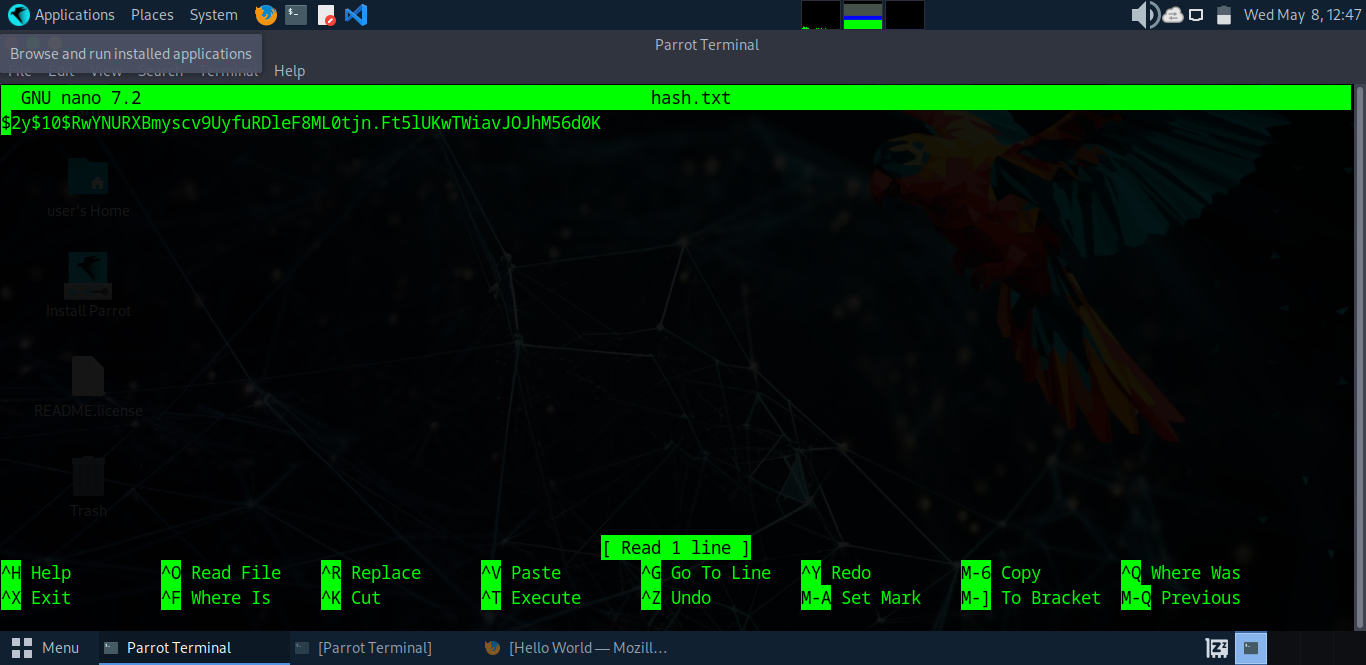 Applications Places System Wed May 8, 12:47
Browse and run installed applications
Parrot Terminal
File Edit View Search Terminal Help
GNU nano 7.2 hash.txt
$2y$10$RwYNURXBmyscv9UyfuRDleF8ML0tjn.Ft5lUKwTWiavJOJhM56d0K
user's Home
Install Parrot
README.license
Trash
[ Read 1 line ]
^H Help ^O Read File ^R Replace ^V Paste ^G Go To Line ^Y Redo M-6 Copy ^Q Where Was
^X Exit ^F Where Is ^K Cut ^T Execute ^Z Undo M-A Set Mark M-] To Bracket M-Q Previous
Menu Parrot Terminal [Parrot Terminal] [Hello World — Mozill...